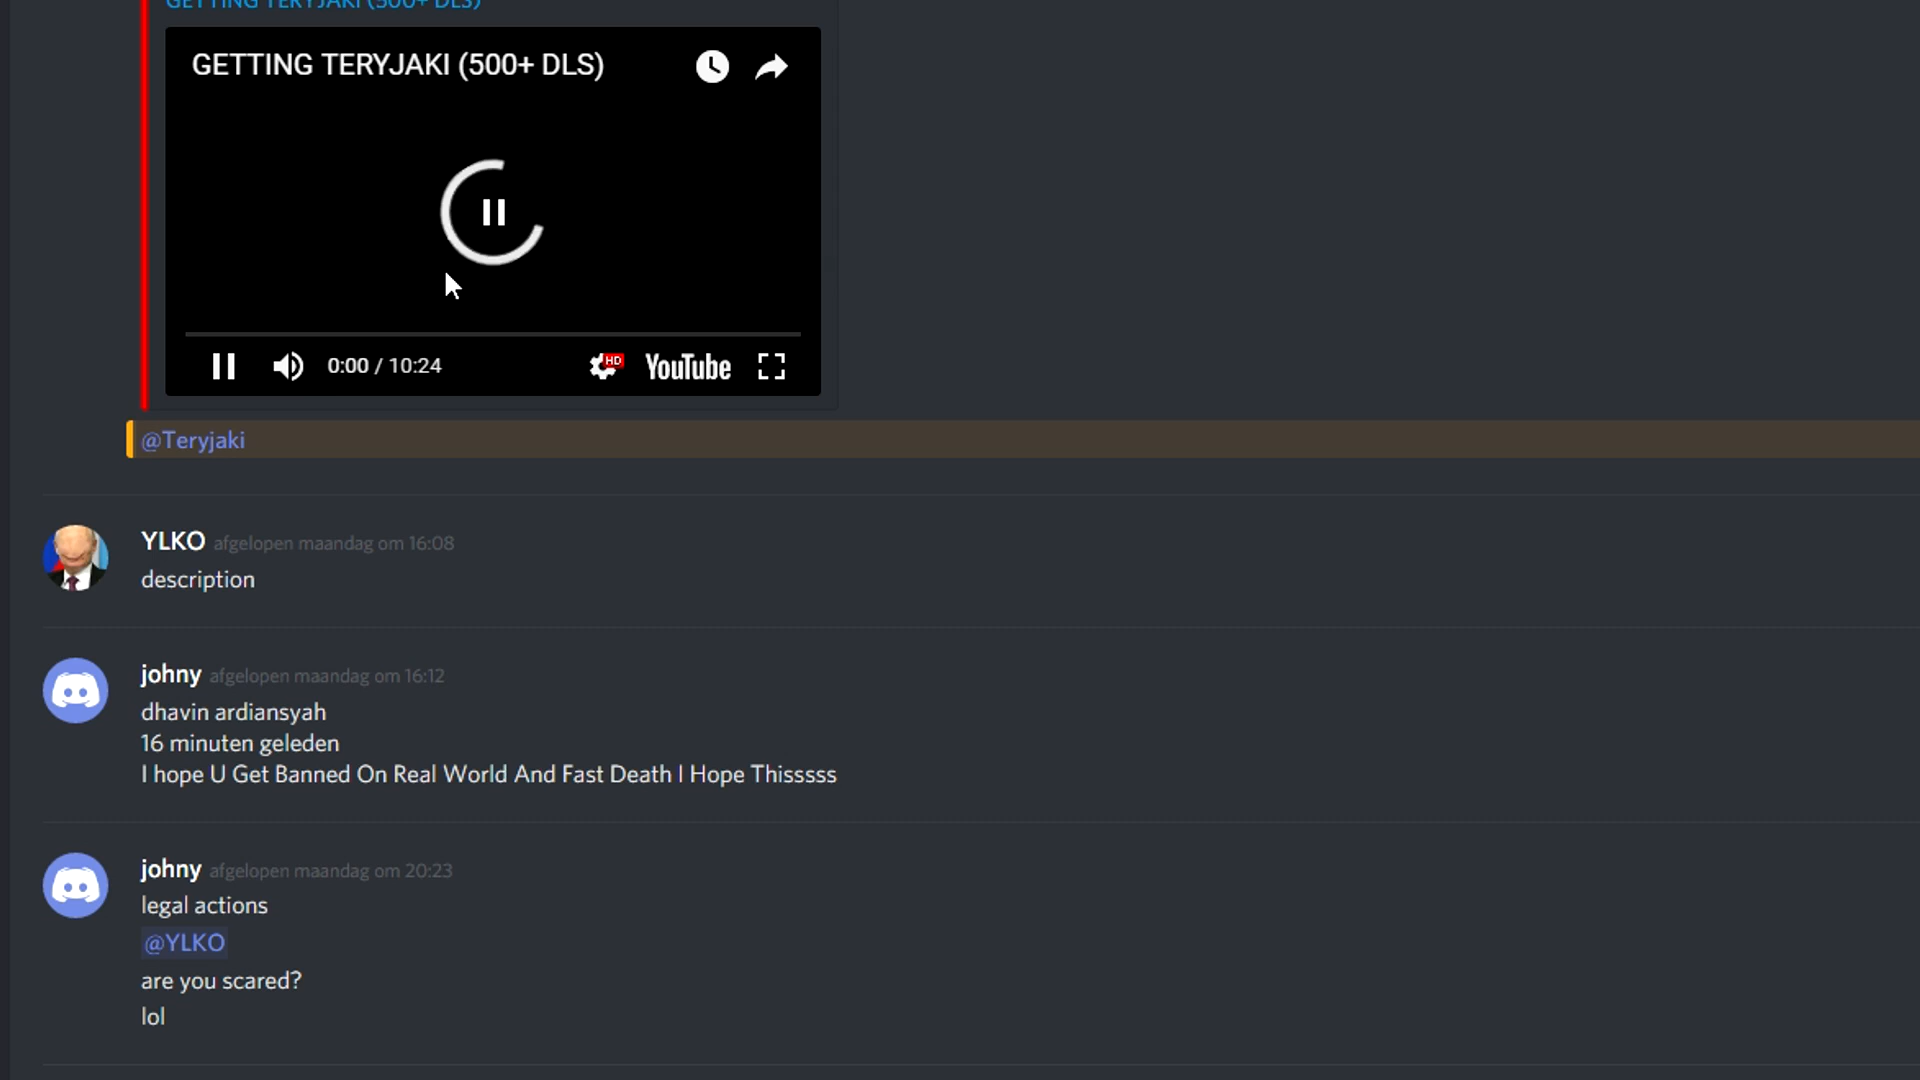 GETTING TERYJAKI (500+ DLS)
GETTING TERYJAKI (500+ DLS)
0:00 / 10:24
HD
YouTube
@Teryjaki
YLKO afgelopen maandag om 16:08
description
johny afgelopen maandag om 16:12
dhavin ardiansyah
16 minuten geleden
I hope U Get Banned On Real World And Fast Death I Hope Thisssss
johny afgelopen maandag om 20:23
legal actions
@YLKO
are you scared?
lol